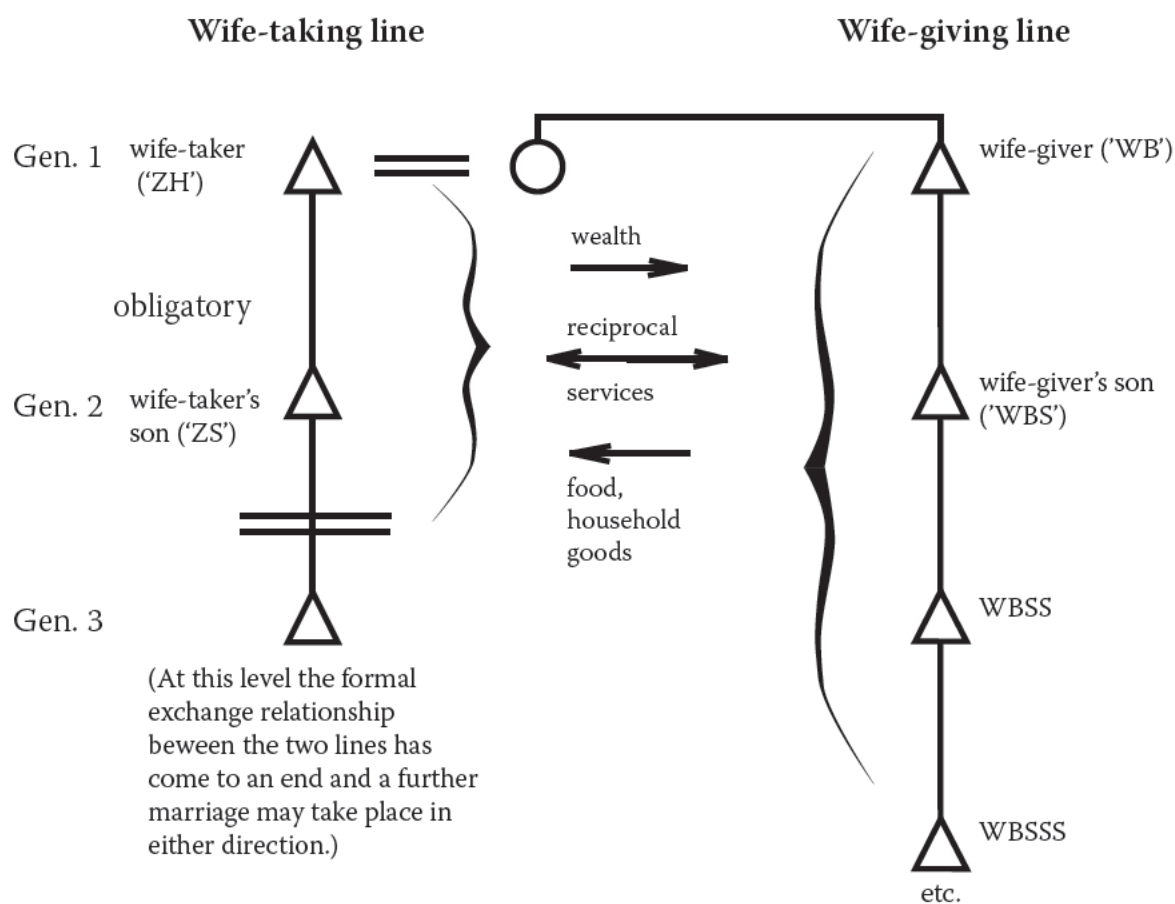 Wife-taking line
Wife-giving line
Gen. 1
wife-taker
(‘ZH’)
wife-giver (’WB’)
wealth
obligatory
reciprocal
services
Gen. 2
wife-taker’s
son (‘ZS’)
wife-giver’s son
(’WBS’)
food,
household
goods
Gen. 3
WBSS
(At this level the formal
exchange relationship
beween the two lines has
come to an end and a further
marriage may take place in
either direction.)
WBSSS
etc.